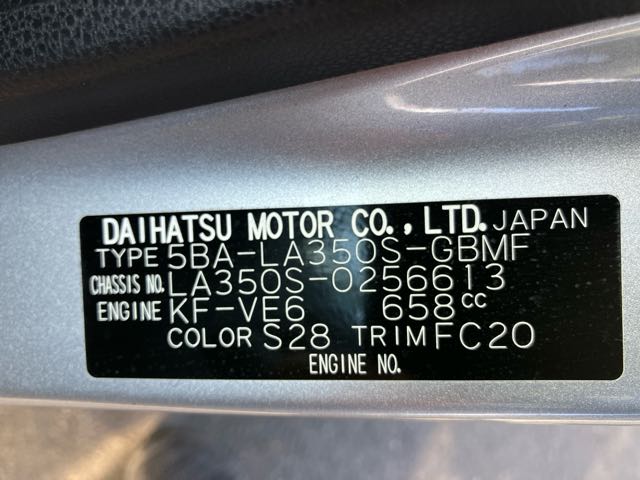 DAIHATSU MOTOR CO.,LTD. JAPAN
TYPE 5BA-LA350S-GBMF
CHASSIS NO. LA350S-0256613
ENGINE KF-VE6 658cc
COLOR S28 TRIM FC20
ENGINE NO.